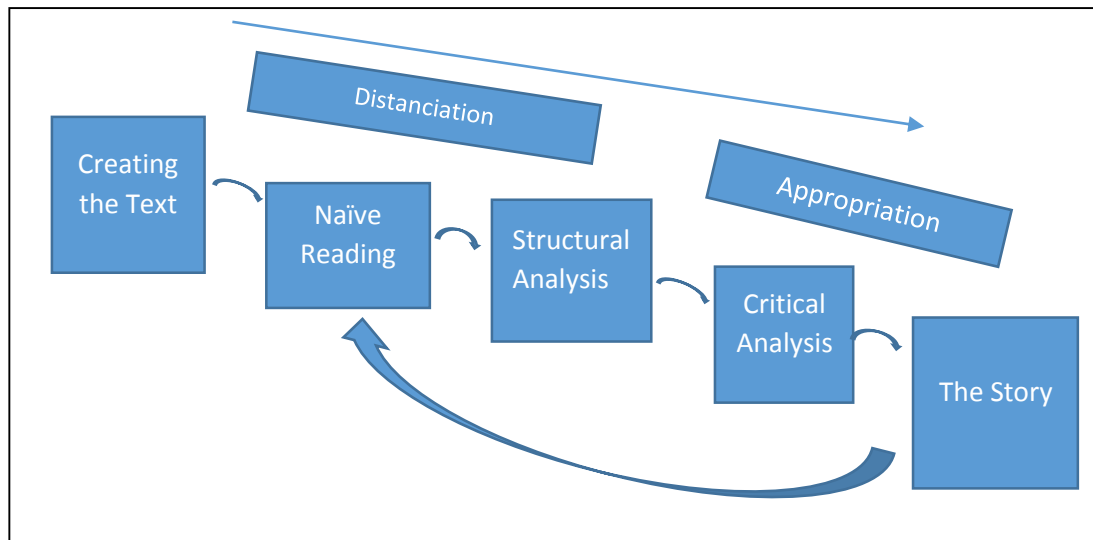 Distanciation
Appropriation
Creating
the Text
Naïve
Reading
Structural
Analysis
Critical
Analysis
The Story